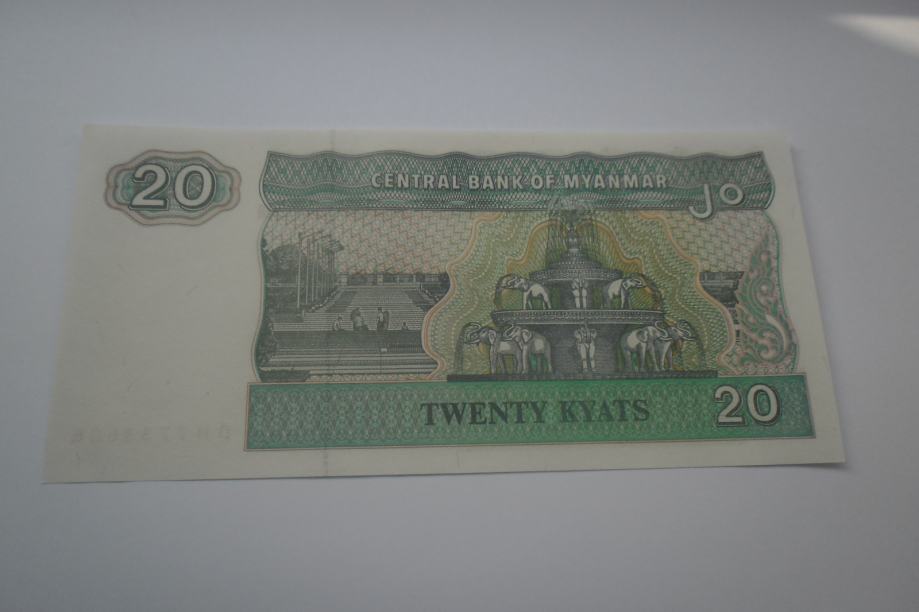 20
CENTRAL BANK OF MYANMAR
၂၀
TWENTY KYATS
20